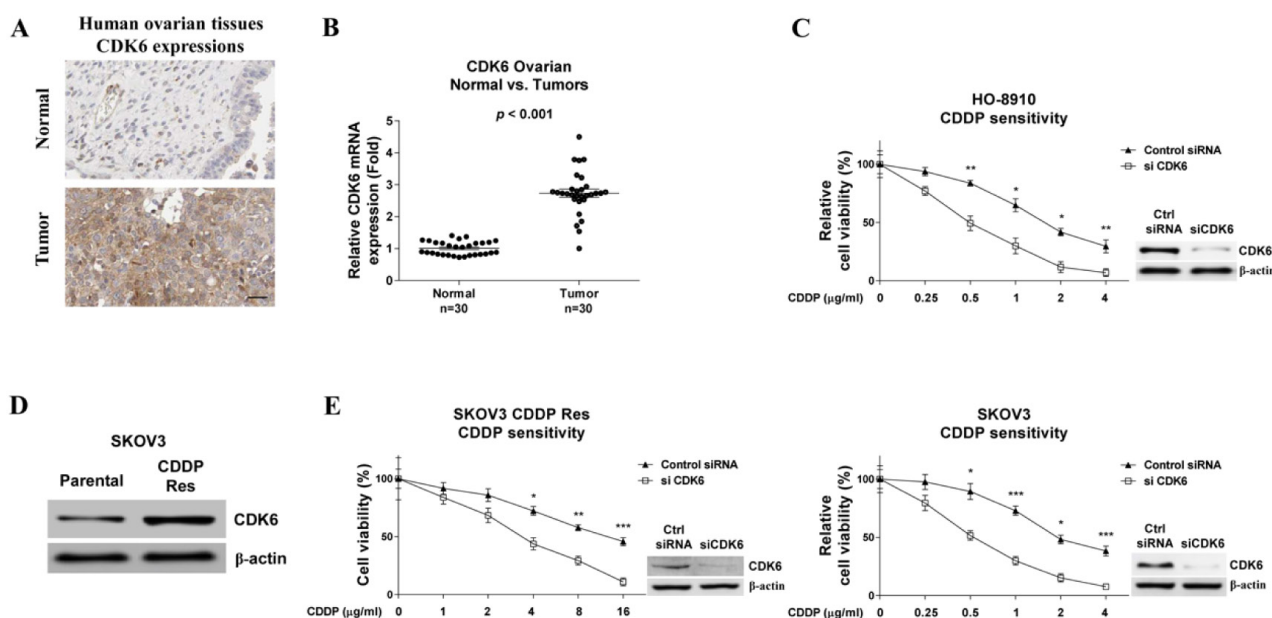 A
Human ovarian tissues
CDK6 expressions
Normal
Tumor
B
CDK6 Ovarian
Normal vs. Tumors
p < 0.001
Relative CDK6 mRNA
expression (Fold)
5
4
3
2
1
0
Normal
n=30
Tumor
n=30
C
HO-8910
CDDP sensitivity
Control siRNA
si CDK6
Relative
cell viability (%)
100
50
0
** * * **
0 0.25 0.5 1 2 4
CDDP (μg/ml)
Ctrl
siRNA siCDK6
CDK6
β-actin
D
SKOV3
Parental CDDP
Res
CDK6
β-actin
E
SKOV3 CDDP Res
CDDP sensitivity
Control siRNA
si CDK6
Cell viability (%)
100
50
0
* ** ***
0 1 2 4 8 16
CDDP (μg/ml)
Ctrl
siRNA siCDK6
CDK6
β-actin
SKOV3
CDDP sensitivity
Control siRNA
si CDK6
Relative
cell viability (%)
100
50
0
* *** * ***
0 0.25 0.5 1 2 4
CDDP (μg/ml)
Ctrl
siRNA siCDK6
CDK6
β-actin